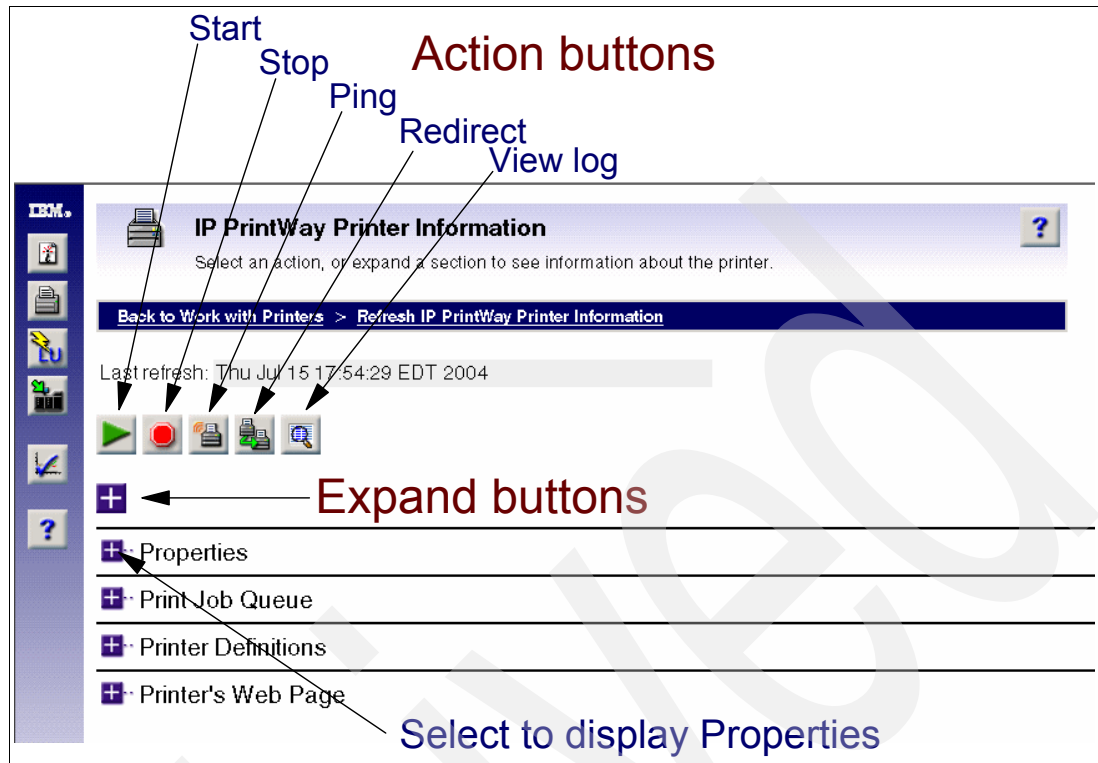 Start
Action buttons
Stop
Ping
Redirect
View log
IBM
IP PrintWay Printer Information
?
Select an action, or expand a section to see information about the printer.
Back to Work with Printers > Refresh IP PrintWay Printer Information
LU
Last refresh: Thu Jul 15 17:54:29 EDT 2004
Expand buttons
?
Properties
Print Job Queue
Printer Definitions
Printer's Web Page
Select to display Properties